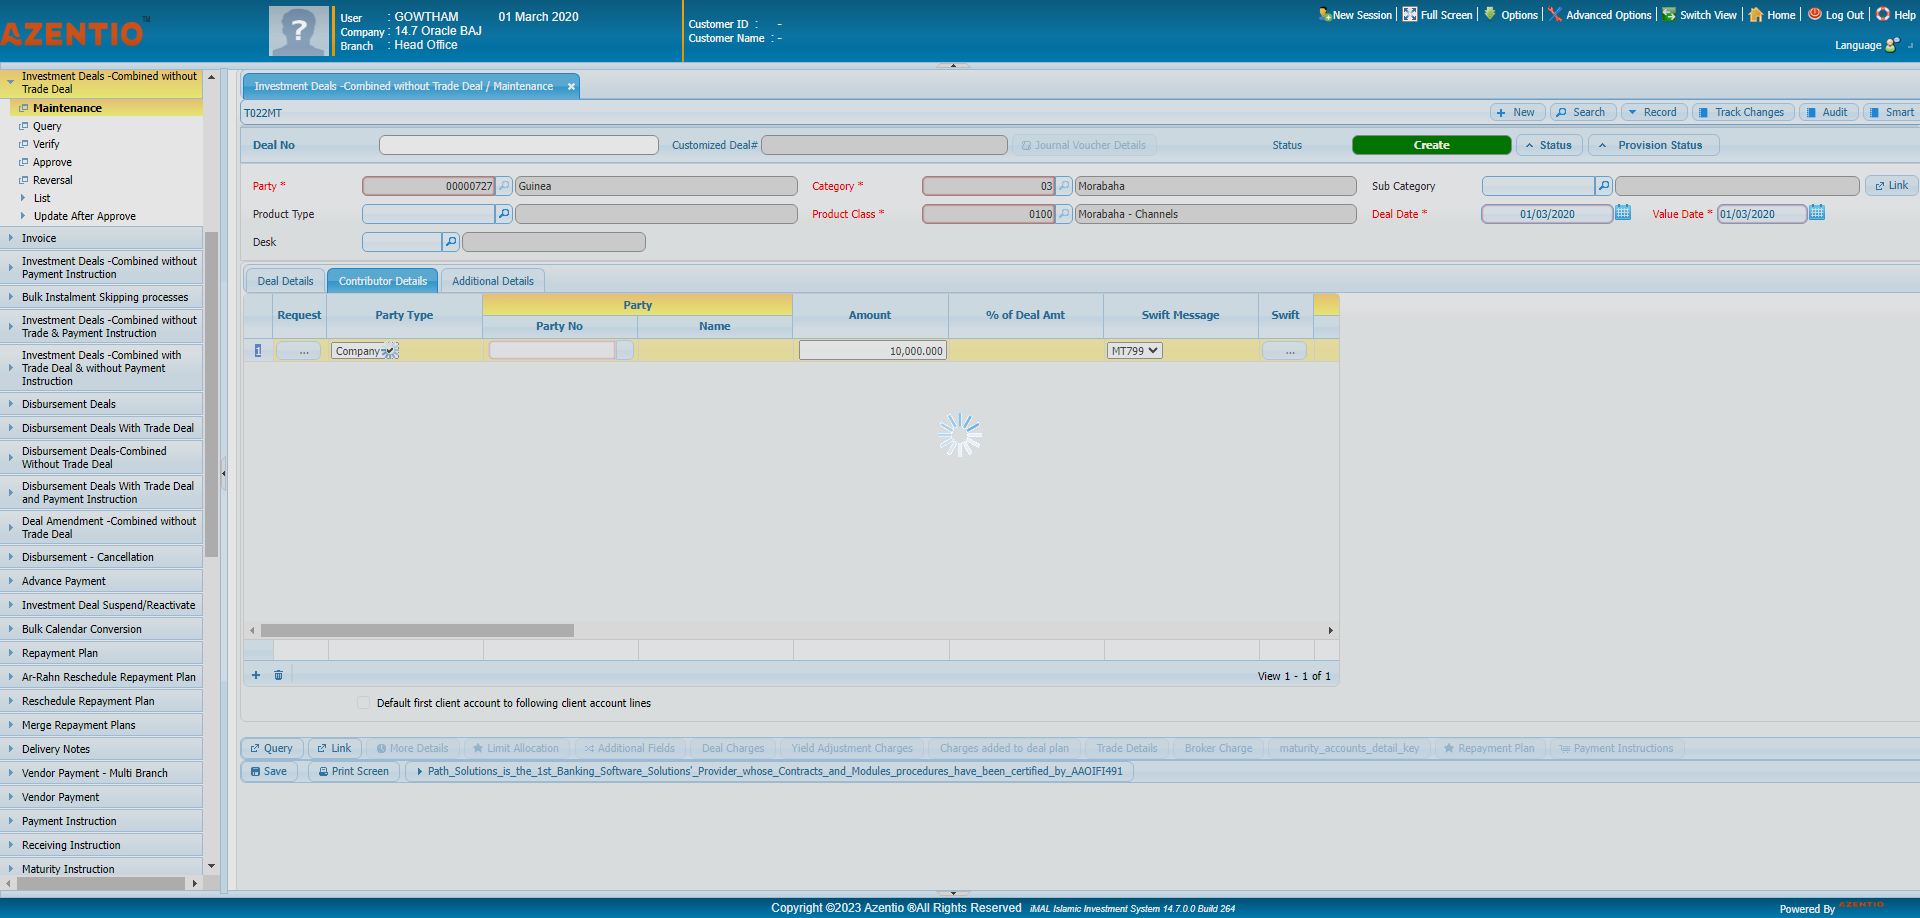 AZENTIO™
User : GOWTHAM 01 March 2020
Company : 14.7 Oracle BAJ
Branch : Head Office
Customer ID : -
Customer Name : -
New Session Full Screen Options Advanced Options Switch View Home Log Out Help
Language
Investment Deals -Combined without Trade Deal
Maintenance
Query
Verify
Approve
Reversal
List
Update After Approve
Invoice
Investment Deals -Combined without Payment Instruction
Bulk Instalment Skipping processes
Investment Deals -Combined without Trade & Payment Instruction
Investment Deals -Combined with Trade Deal & without Payment Instruction
Disbursement Deals
Disbursement Deals With Trade Deal
Disbursement Deals-Combined Without Trade Deal
Disbursement Deals With Trade Deal and Payment Instruction
Deal Amendment -Combined without Trade Deal
Disbursement - Cancellation
Advance Payment
Investment Deal Suspend/Reactivate
Bulk Calendar Conversion
Repayment Plan
Ar-Rahn Reschedule Repayment Plan
Reschedule Repayment Plan
Merge Repayment Plans
Delivery Notes
Vendor Payment - Multi Branch
Vendor Payment
Payment Instruction
Receiving Instruction
Maturity Instruction
Investment Deals -Combined without Trade Deal / Maintenance
T022MT New Search Record Track Changes Audit Smart
Deal No Customized Deal# Journal Voucher Details Status Create Status Provision Status
Party * 00000727 Guinea Category * 03 Morabaha Sub Category Link
Product Type Product Class * 0100 Morabaha - Channels Deal Date * 01/03/2020 Value Date * 01/03/2020
Desk
Deal Details Contributor Details Additional Details
Request Party Type Party Amount % of Deal Amt Swift Message Swift
Party No Name
1 ... Company 10,000.000 MT799 ...
View 1 - 1 of 1
Default first client account to following client account lines
Query Link More Details Limit Allocation Additional Fields Deal Charges Yield Adjustment Charges Charges added to deal plan Trade Details Broker Charge maturity_accounts_detail_key Repayment Plan Payment Instructions
Save Print Screen Path_Solutions_is_the_1st_Banking_Software_Solutions'_Provider_whose_Contracts_and_Modules_procedures_have_been_certified_by_AAOIFI491
Copyright ©2023 Azentio ®All Rights Reserved iMAL Islamic Investment System 14.7.0.0 Build 264
Powered By AZENTIO